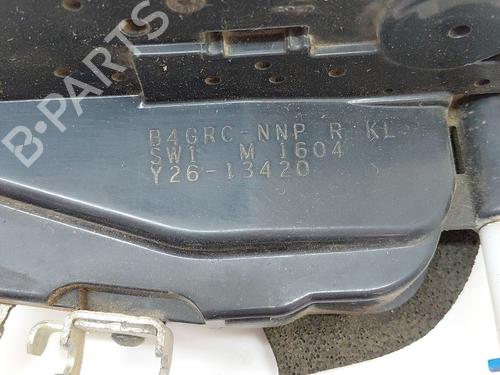 B4GRC-NNP R KL
SW1 M 1604
Y26-13420
B-PARTS